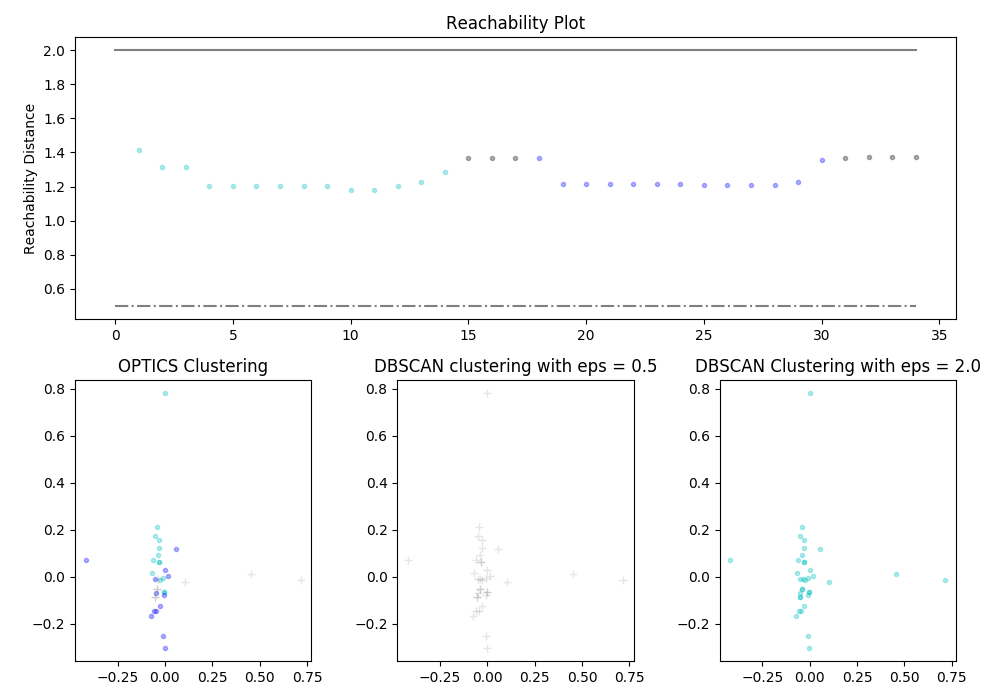 Reachability Plot
Reachability Distance
2.0
1.8
1.6
1.4
1.2
1.0
0.8
0.6
0 5 10 15 20 25 30 35
OPTICS Clustering DBSCAN clustering with eps = 0.5 DBSCAN Clustering with eps = 2.0
0.8 0.8 0.8
0.6 0.6 0.6
0.4 0.4 0.4
0.2 0.2 0.2
0.0 0.0 0.0
−0.2 −0.2 −0.2
−0.25 0.00 0.25 0.50 0.75 −0.25 0.00 0.25 0.50 0.75 −0.25 0.00 0.25 0.50 0.75